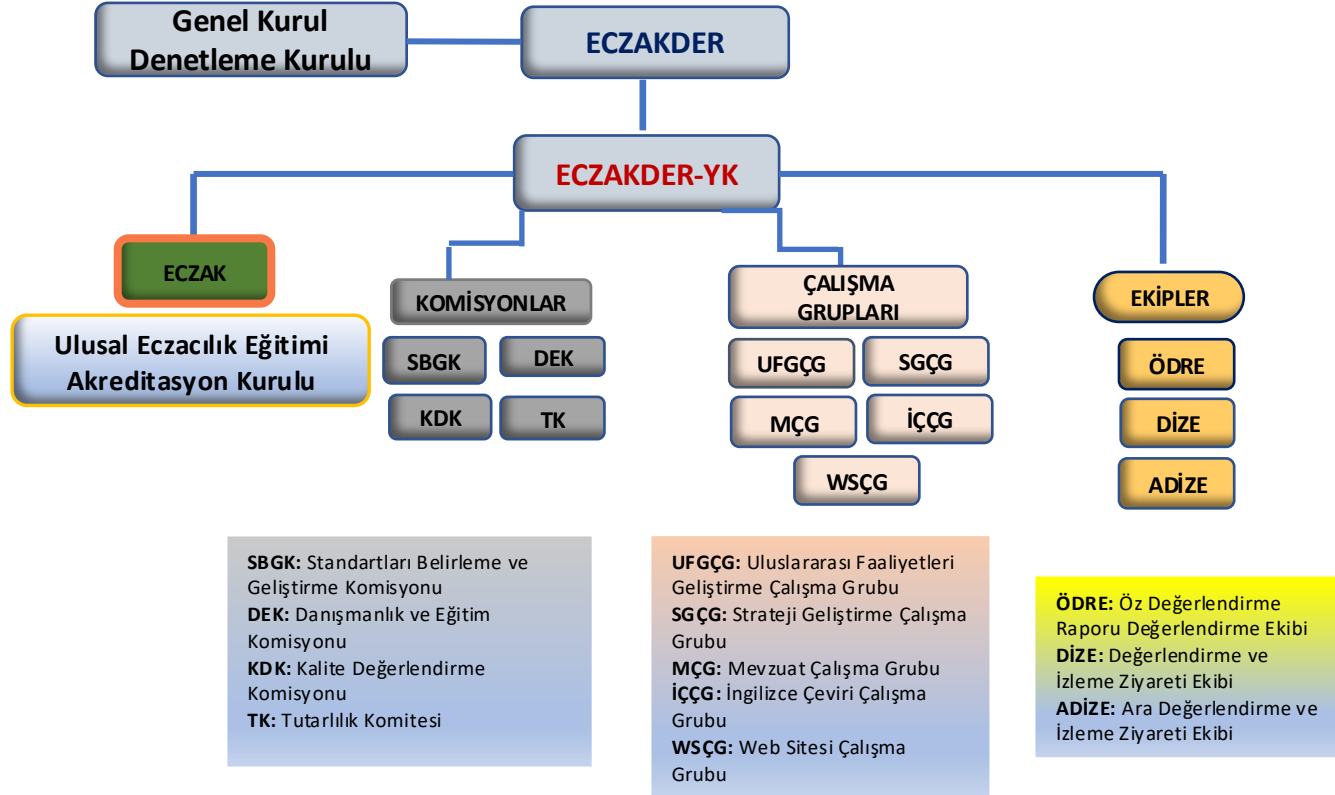 Genel Kurul
Denetleme Kurulu
ECZAKDER
ECZAKDER-YK
ECZAK
Ulusal Eczacılık Eğitimi
Akreditasyon Kurulu
KOMİSYONLAR
SBGK
DEK
KDK
TK
ÇALIŞMA
GRUPLARI
UFGÇG
SGÇG
MÇG
İÇÇG
WSÇG
EKİPLER
ÖDRE
DİZE
ADİZE
SBGK: Standartları Belirleme ve
Geliştirme Komisyonu
DEK: Danışmanlık ve Eğitim
Komisyonu
KDK: Kalite Değerlendirme
Komisyonu
TK: Tutarlılık Komitesi
UFGÇG: Uluslararası Faaliyetleri
Geliştirme Çalışma Grubu
SGÇG: Strateji Geliştirme Çalışma
Grubu
MÇG: Mevzuat Çalışma Grubu
İÇÇG: İngilizce Çeviri Çalışma
Grubu
WSÇG: Web Sitesi Çalışma
Grubu
ÖDRE: Öz Değerlendirme
Raporu Değerlendirme Ekibi
DİZE: Değerlendirme ve
İzleme Ziyareti Ekibi
ADİZE: Ara Değerlendirme ve
İzleme Ziyareti Ekibi